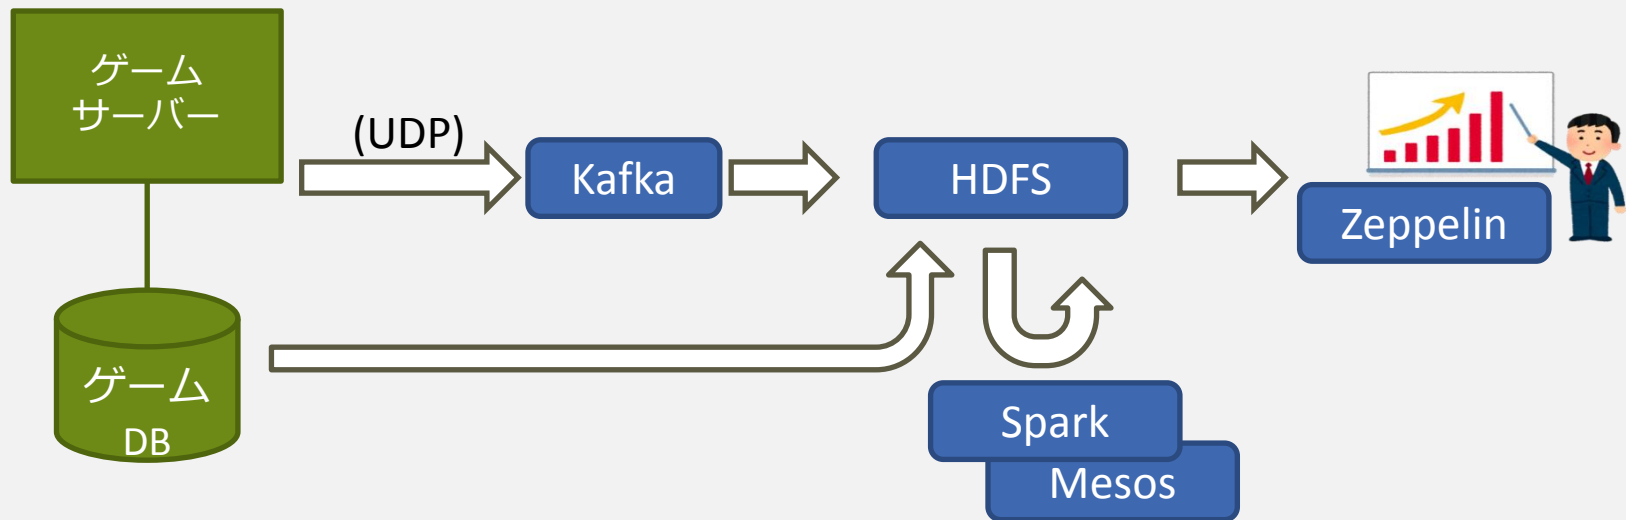 ゲーム
サーバー
(UDP)
Kafka
HDFS
Zeppelin
ゲーム
DB
Spark
Mesos